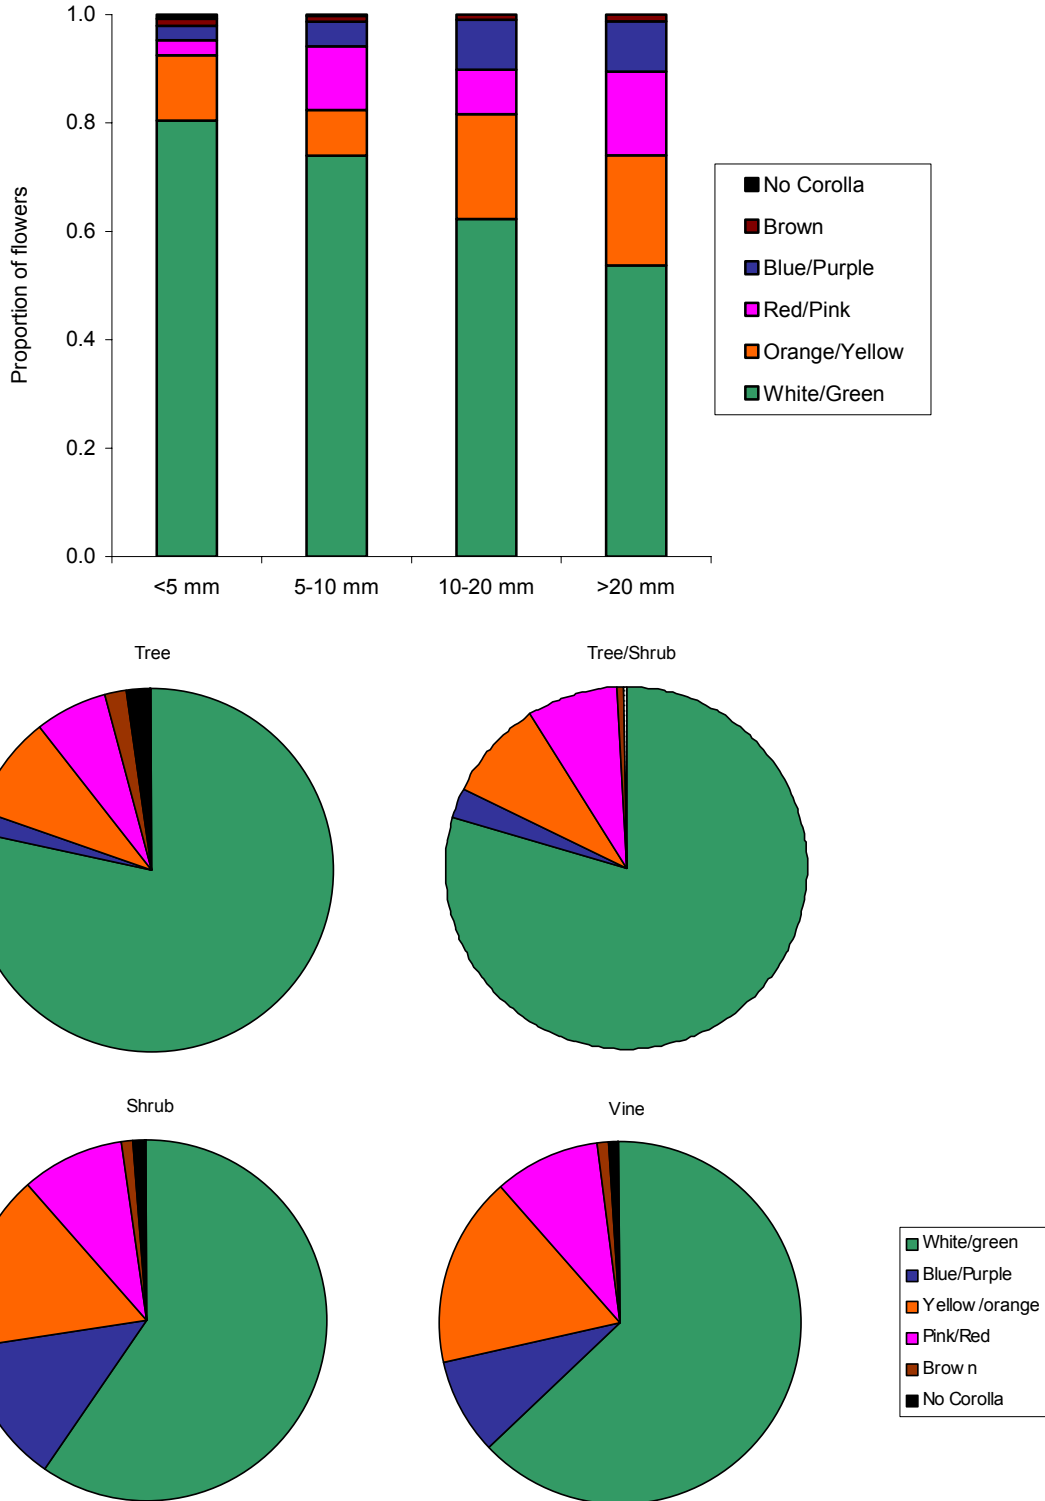 1.0
0.8
0.6
0.4
0.2
0.0
Proportion of flowers
<5 mm 5-10 mm 10-20 mm >20 mm
No Corolla
Brown
Blue/Purple
Red/Pink
Orange/Yellow
White/Green
Tree Tree/Shrub
Shrub Vine
White/green
Blue/Purple
Yellow/orange
Pink/Red
Brown
No Corolla